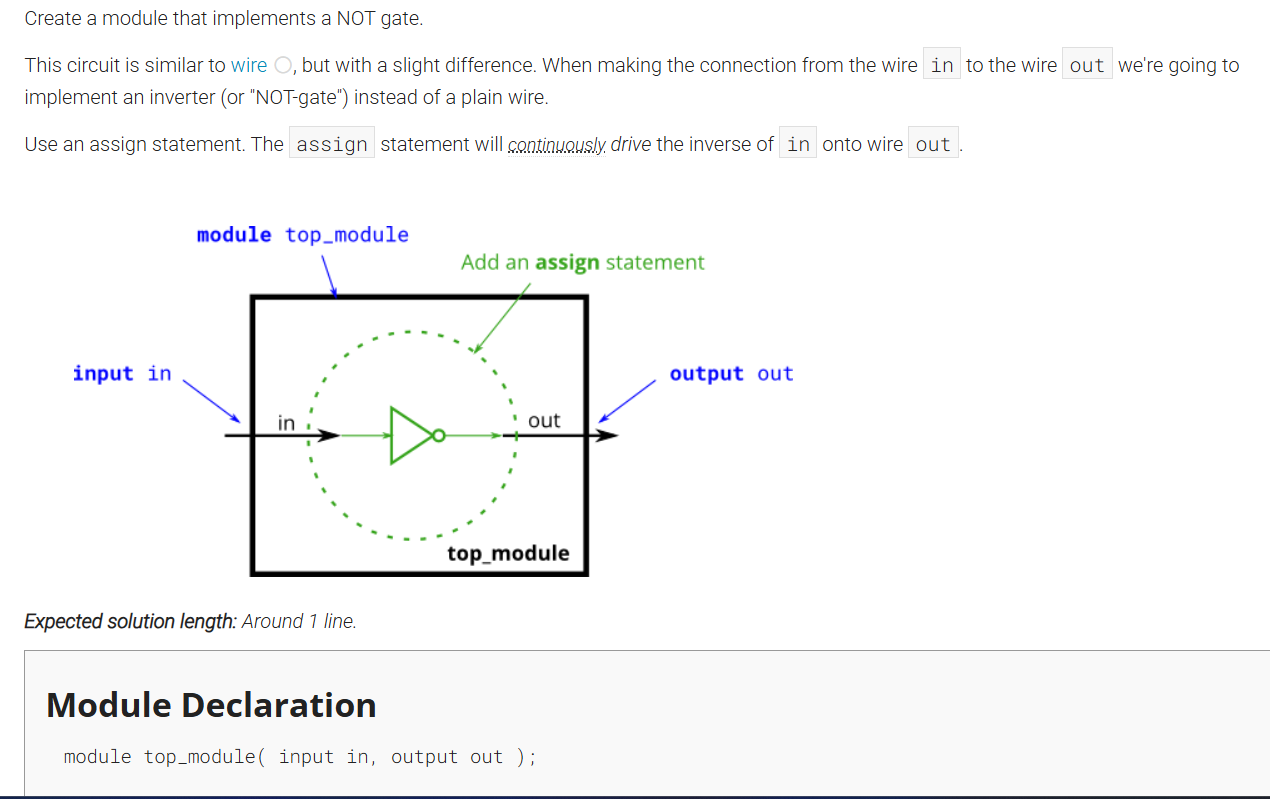 Create a module that implements a NOT gate.
This circuit is similar to wire , but with a slight difference. When making the connection from the wire in to the wire out we're going to
implement an inverter (or "NOT-gate") instead of a plain wire.
Use an assign statement. The assign statement will continuously drive the inverse of in onto wire out .
module top_module
Add an assign statement
input in
output out
in
out
top_module
Expected solution length: Around 1 line.
Module Declaration
module top_module( input in, output out );